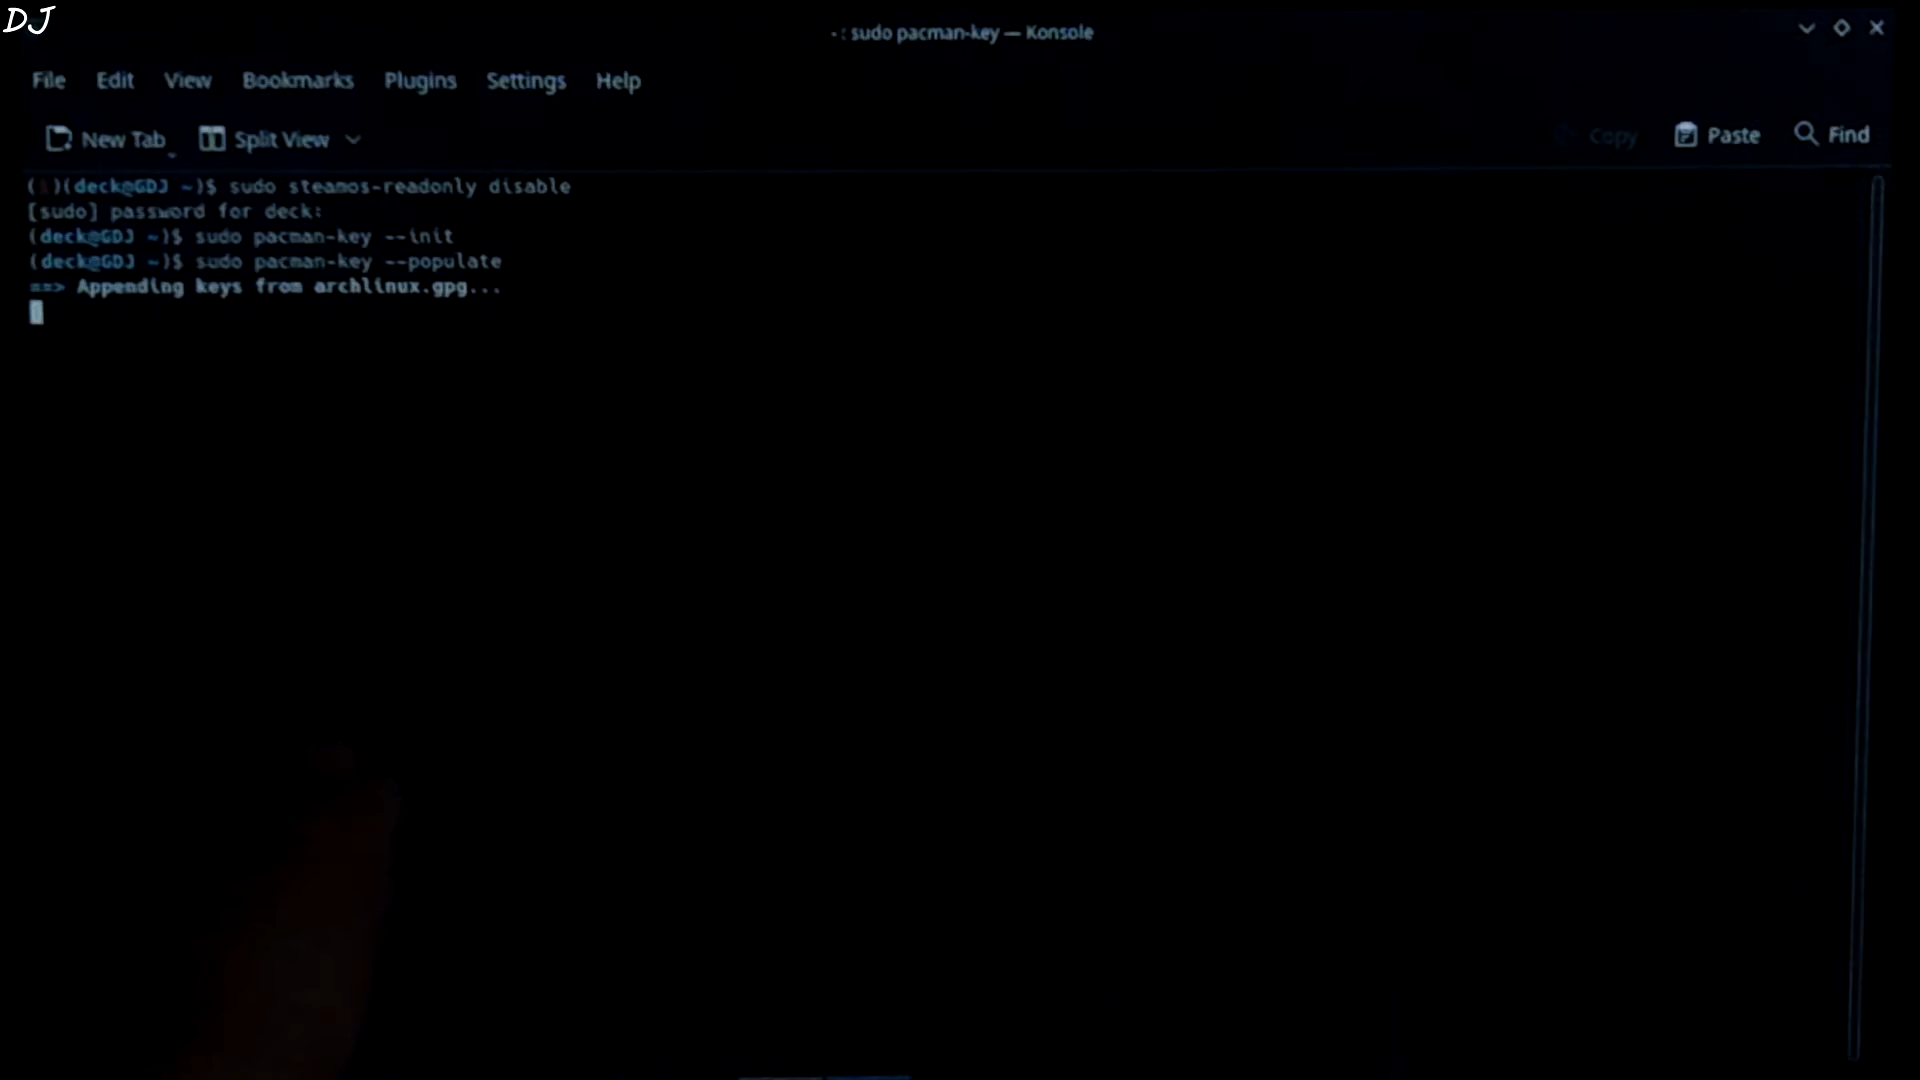 DJ
~ : sudo pacman-key — Konsole
File Edit View Bookmarks Plugins Settings Help
New Tab Split View Copy Paste Find
(deck@GDJ ~)$ sudo steamos-readonly disable
[sudo] password for deck:
(deck@GDJ ~)$ sudo pacman-key --init
(deck@GDJ ~)$ sudo pacman-key --populate
==> Appending keys from archlinux.gpg...